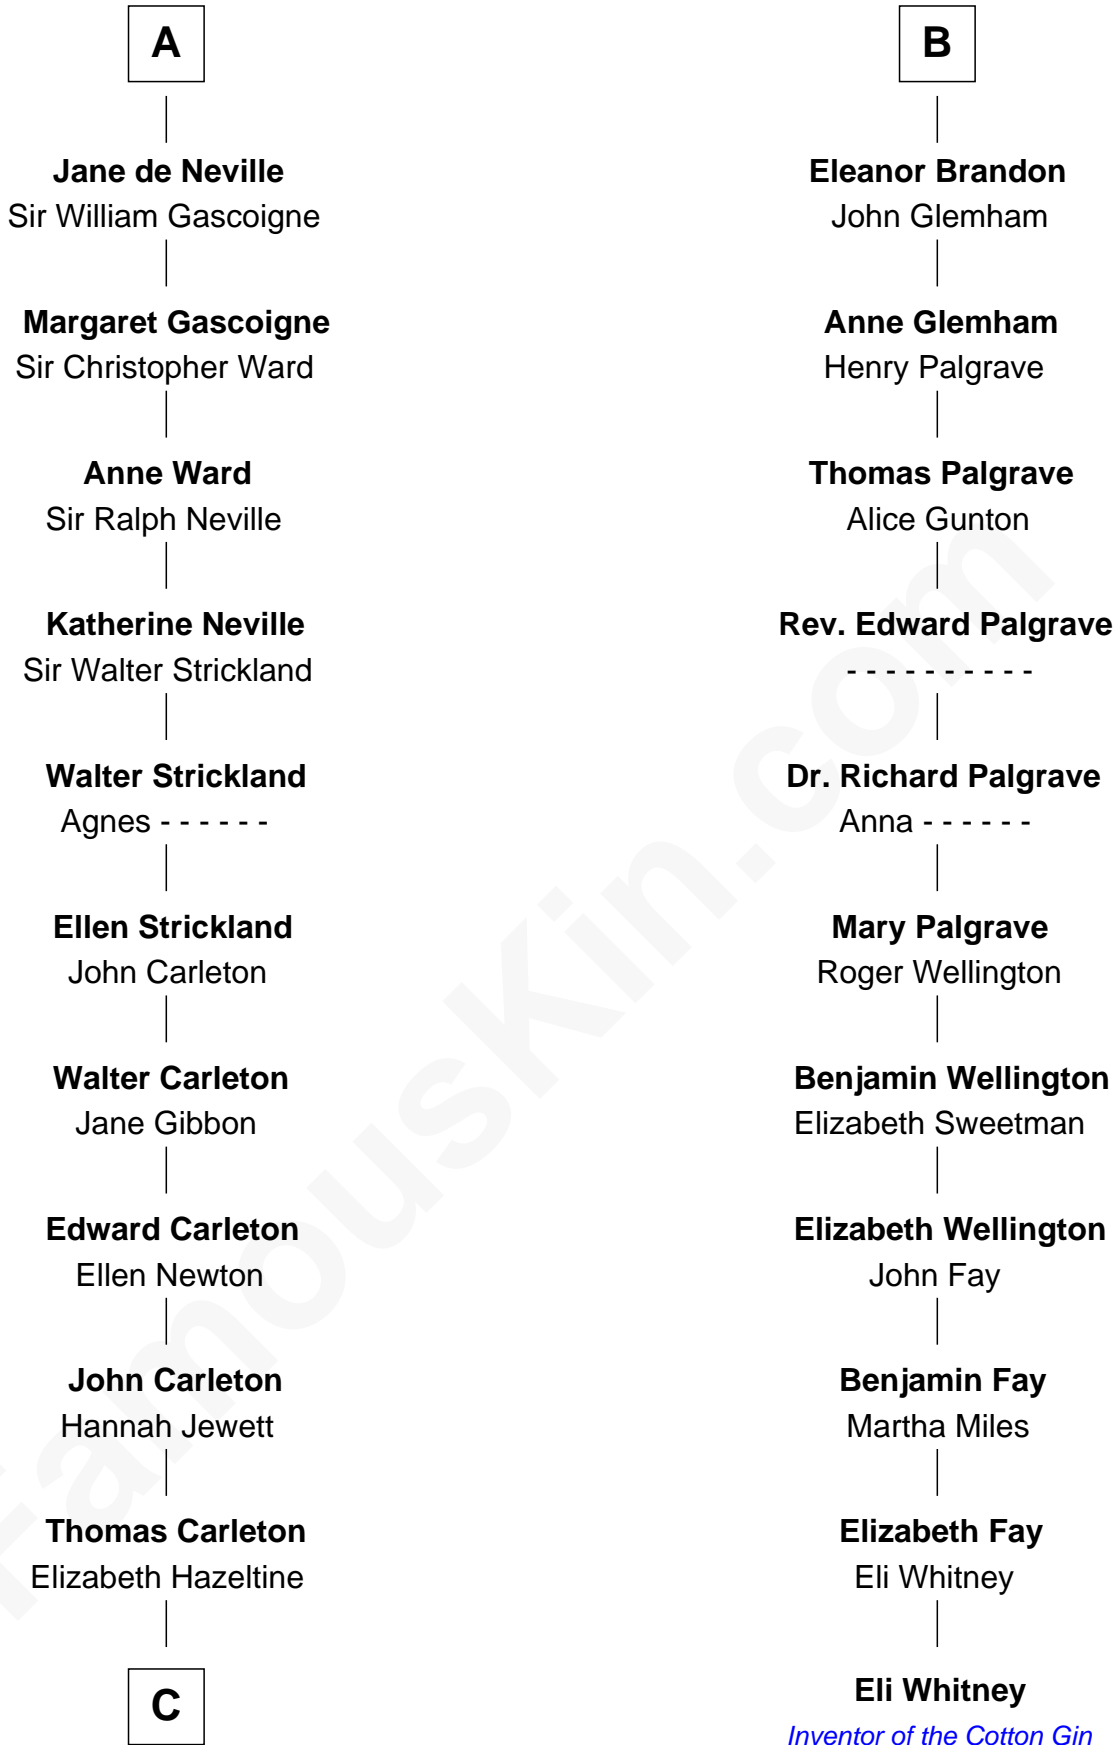 A
Jane de Neville
Sir William Gascoigne
Margaret Gascoigne
Sir Christopher Ward
Anne Ward
Sir Ralph Neville
Katherine Neville
Sir Walter Strickland
Walter Strickland
Agnes - - - - - -
Ellen Strickland
John Carleton
Walter Carleton
Jane Gibbon
Edward Carleton
Ellen Newton
John Carleton
Hannah Jewett
Thomas Carleton
Elizabeth Hazeltine
C
B
Eleanor Brandon
John Glemham
Anne Glemham
Henry Palgrave
Thomas Palgrave
Alice Gunton
Rev. Edward Palgrave
- - - - - - - - - -
Dr. Richard Palgrave
Anna - - - - - -
Mary Palgrave
Roger Wellington
Benjamin Wellington
Elizabeth Sweetman
Elizabeth Wellington
John Fay
Benjamin Fay
Martha Miles
Elizabeth Fay
Eli Whitney
Eli Whitney
Inventor of the Cotton Gin
FamousKin.com